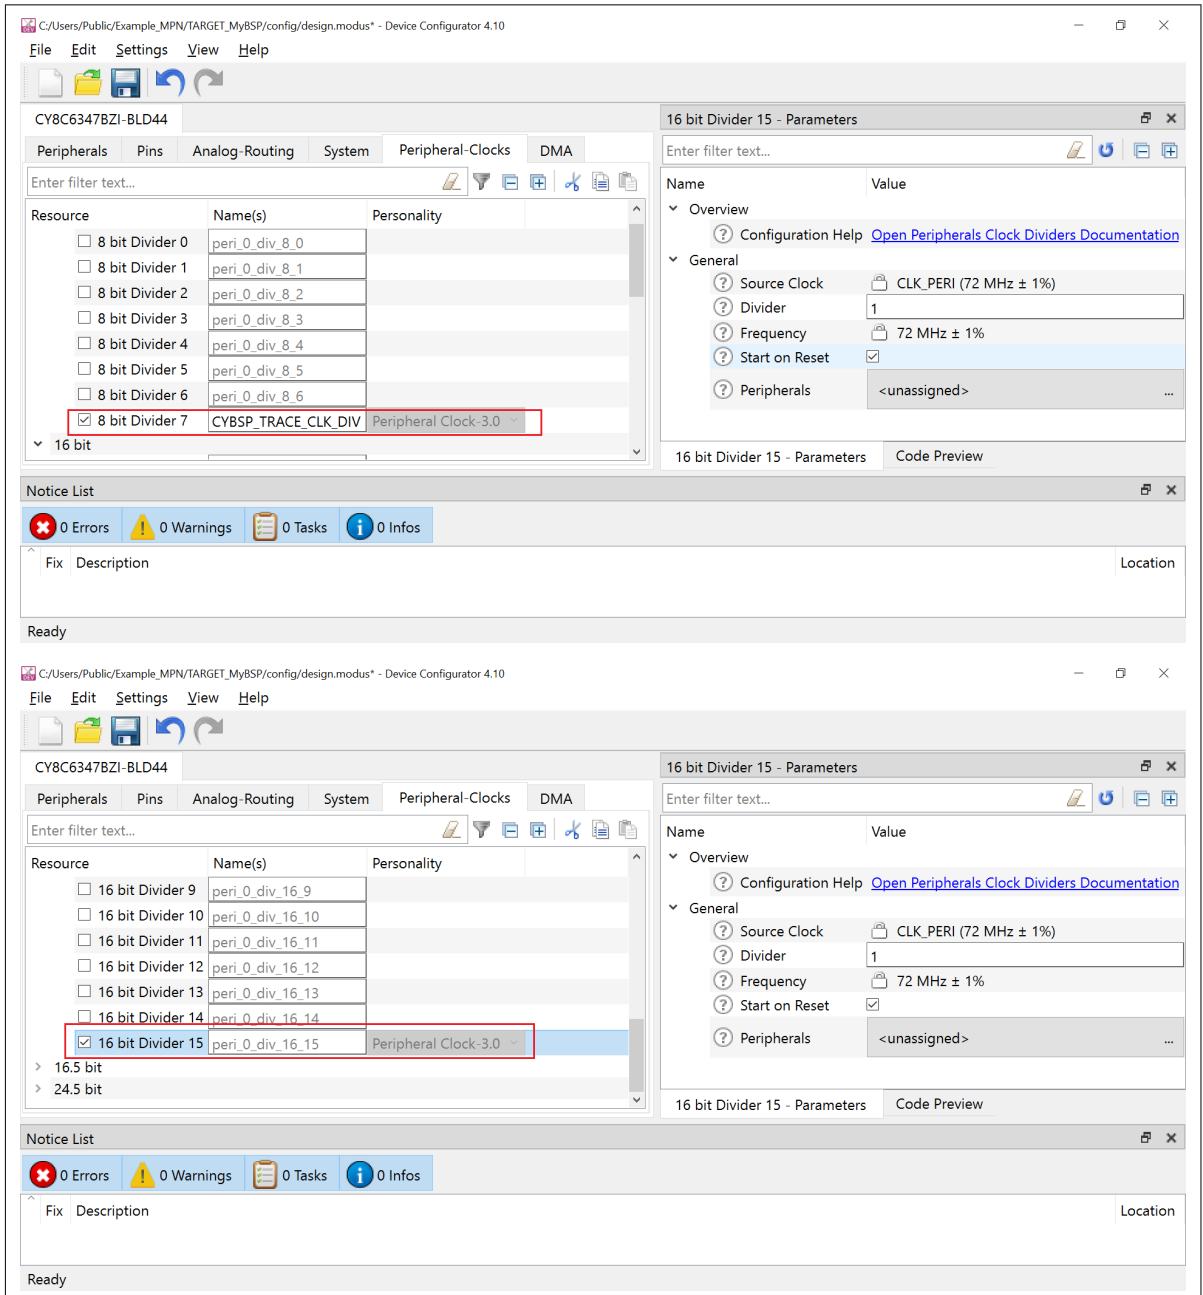 C:/Users/Public/Example_MPN/TARGET_MyBSP/config/design.modus* - Device Configurator 4.10
File Edit Settings View Help
CY8C6347BZI-BLD44
Peripherals Pins Analog-Routing System Peripheral-Clocks DMA
Enter filter text...
Resource Name(s) Personality
8 bit Divider 0 peri_0_div_8_0
8 bit Divider 1 peri_0_div_8_1
8 bit Divider 2 peri_0_div_8_2
8 bit Divider 3 peri_0_div_8_3
8 bit Divider 4 peri_0_div_8_4
8 bit Divider 5 peri_0_div_8_5
8 bit Divider 6 peri_0_div_8_6
8 bit Divider 7 CYBSP_TRACE_CLK_DIV Peripheral Clock-3.0
16 bit
16 bit Divider 15 - Parameters
Enter filter text...
Name Value
Overview
Configuration Help Open Peripherals Clock Dividers Documentation
General
Source Clock CLK_PERI (72 MHz ± 1%)
Divider 1
Frequency 72 MHz ± 1%
Start on Reset
Peripherals <unassigned> ...
16 bit Divider 15 - Parameters Code Preview
Notice List
0 Errors 0 Warnings 0 Tasks 0 Infos
Fix Description Location
Ready
C:/Users/Public/Example_MPN/TARGET_MyBSP/config/design.modus* - Device Configurator 4.10
File Edit Settings View Help
CY8C6347BZI-BLD44
Peripherals Pins Analog-Routing System Peripheral-Clocks DMA
Enter filter text...
Resource Name(s) Personality
16 bit Divider 9 peri_0_div_16_9
16 bit Divider 10 peri_0_div_16_10
16 bit Divider 11 peri_0_div_16_11
16 bit Divider 12 peri_0_div_16_12
16 bit Divider 13 peri_0_div_16_13
16 bit Divider 14 peri_0_div_16_14
16 bit Divider 15 peri_0_div_16_15 Peripheral Clock-3.0
16.5 bit
24.5 bit
16 bit Divider 15 - Parameters
Enter filter text...
Name Value
Overview
Configuration Help Open Peripherals Clock Dividers Documentation
General
Source Clock CLK_PERI (72 MHz ± 1%)
Divider 1
Frequency 72 MHz ± 1%
Start on Reset
Peripherals <unassigned> ...
16 bit Divider 15 - Parameters Code Preview
Notice List
0 Errors 0 Warnings 0 Tasks 0 Infos
Fix Description Location
Ready